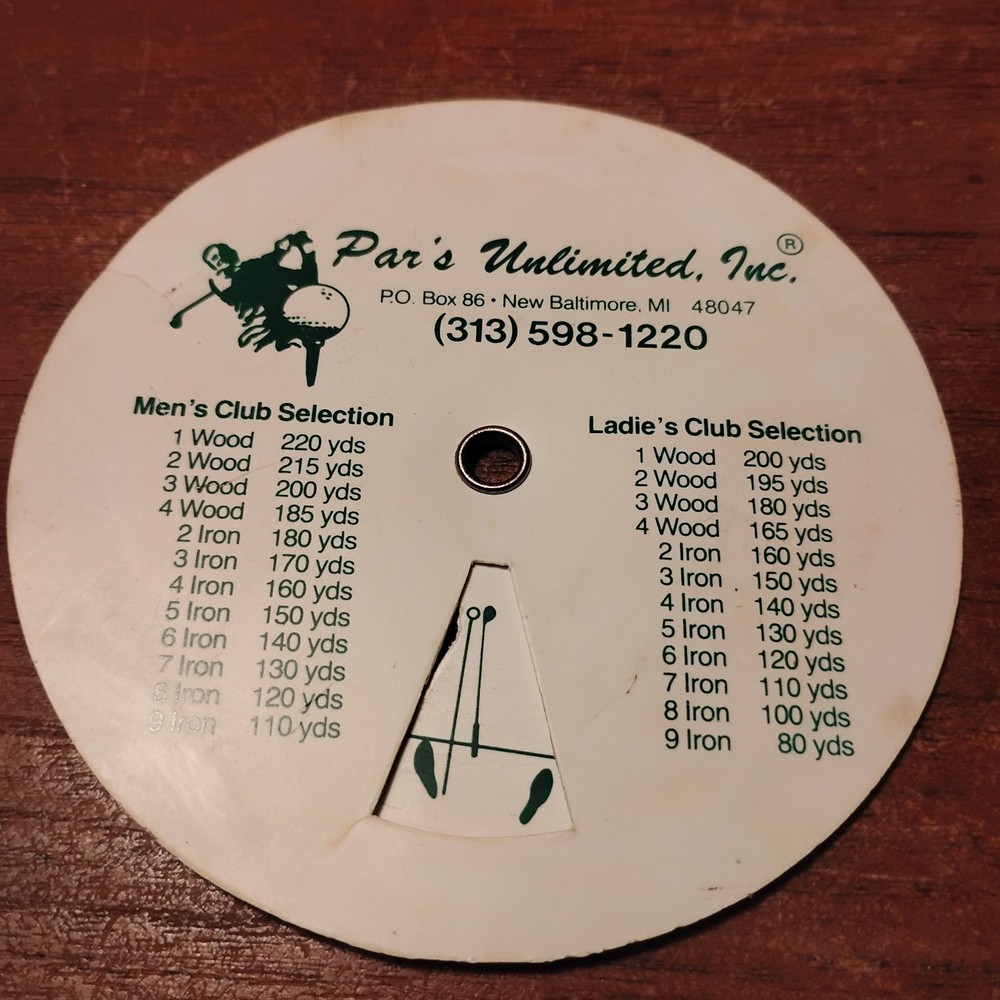 Par's Unlimited, Inc. ®
P.O. Box 86 • New Baltimore, MI 48047
(313) 598-1220
Men's Club Selection
1 Wood 220 yds
2 Wood 215 yds
3 Wood 200 yds
4 Wood 185 yds
2 Iron 180 yds
3 Iron 170 yds
4 Iron 160 yds
5 Iron 150 yds
6 Iron 140 yds
7 Iron 130 yds
8 Iron 120 yds
9 Iron 110 yds
Ladie's Club Selection
1 Wood 200 yds
2 Wood 195 yds
3 Wood 180 yds
4 Wood 165 yds
2 Iron 160 yds
3 Iron 150 yds
4 Iron 140 yds
5 Iron 130 yds
6 Iron 120 yds
7 Iron 110 yds
8 Iron 100 yds
9 Iron 80 yds